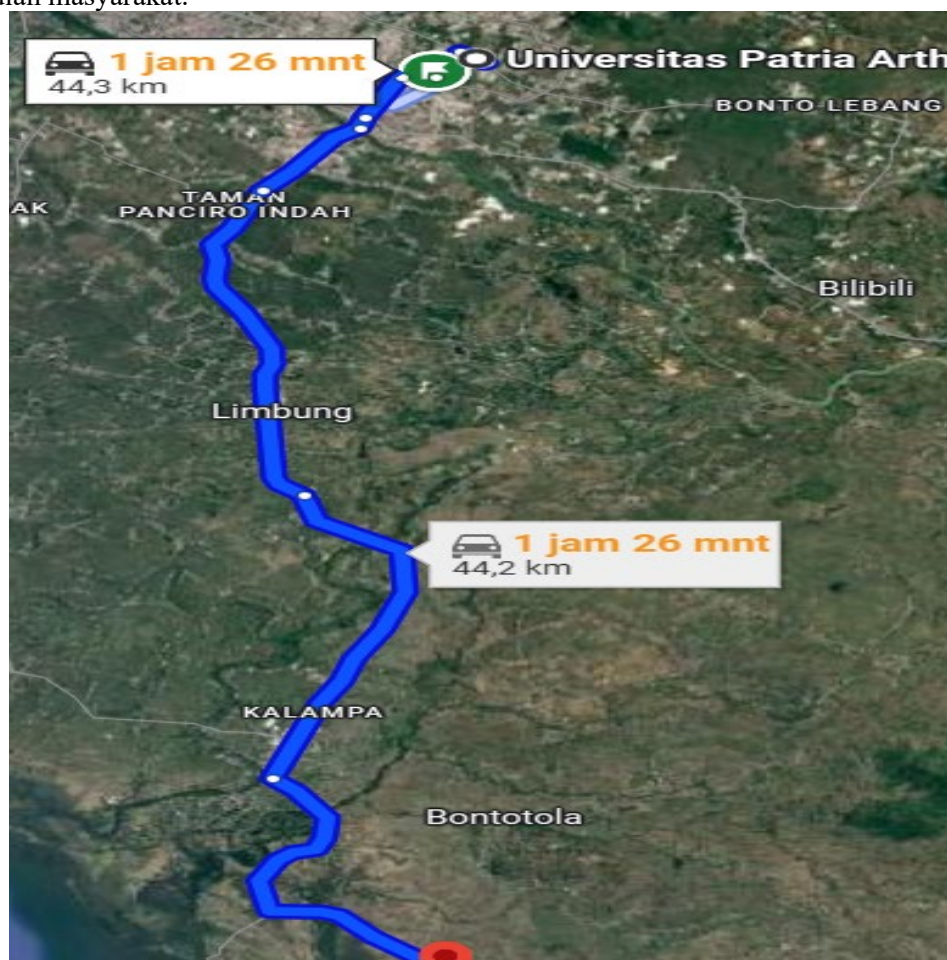 masyarakat.
1 jam 26 mnt
44,3 km
Universitas Patria Arth
BONTO LEBANG
TAMAN
PANCIRO INDAH
AK
Bilibili
Limbung
1 jam 26 mnt
44,2 km
KALAMPA
Bontotola